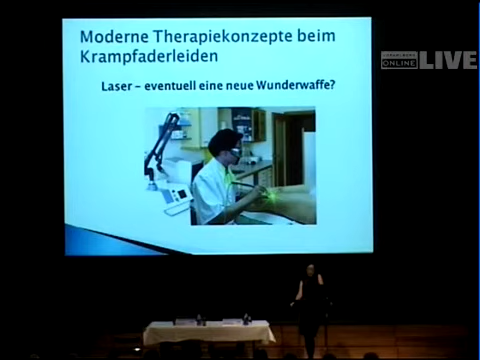 Moderne Therapiekonzepte beim
Krampfaderleiden
Laser – eventuell eine neue Wunderwaffe?
ONLINE LIVE